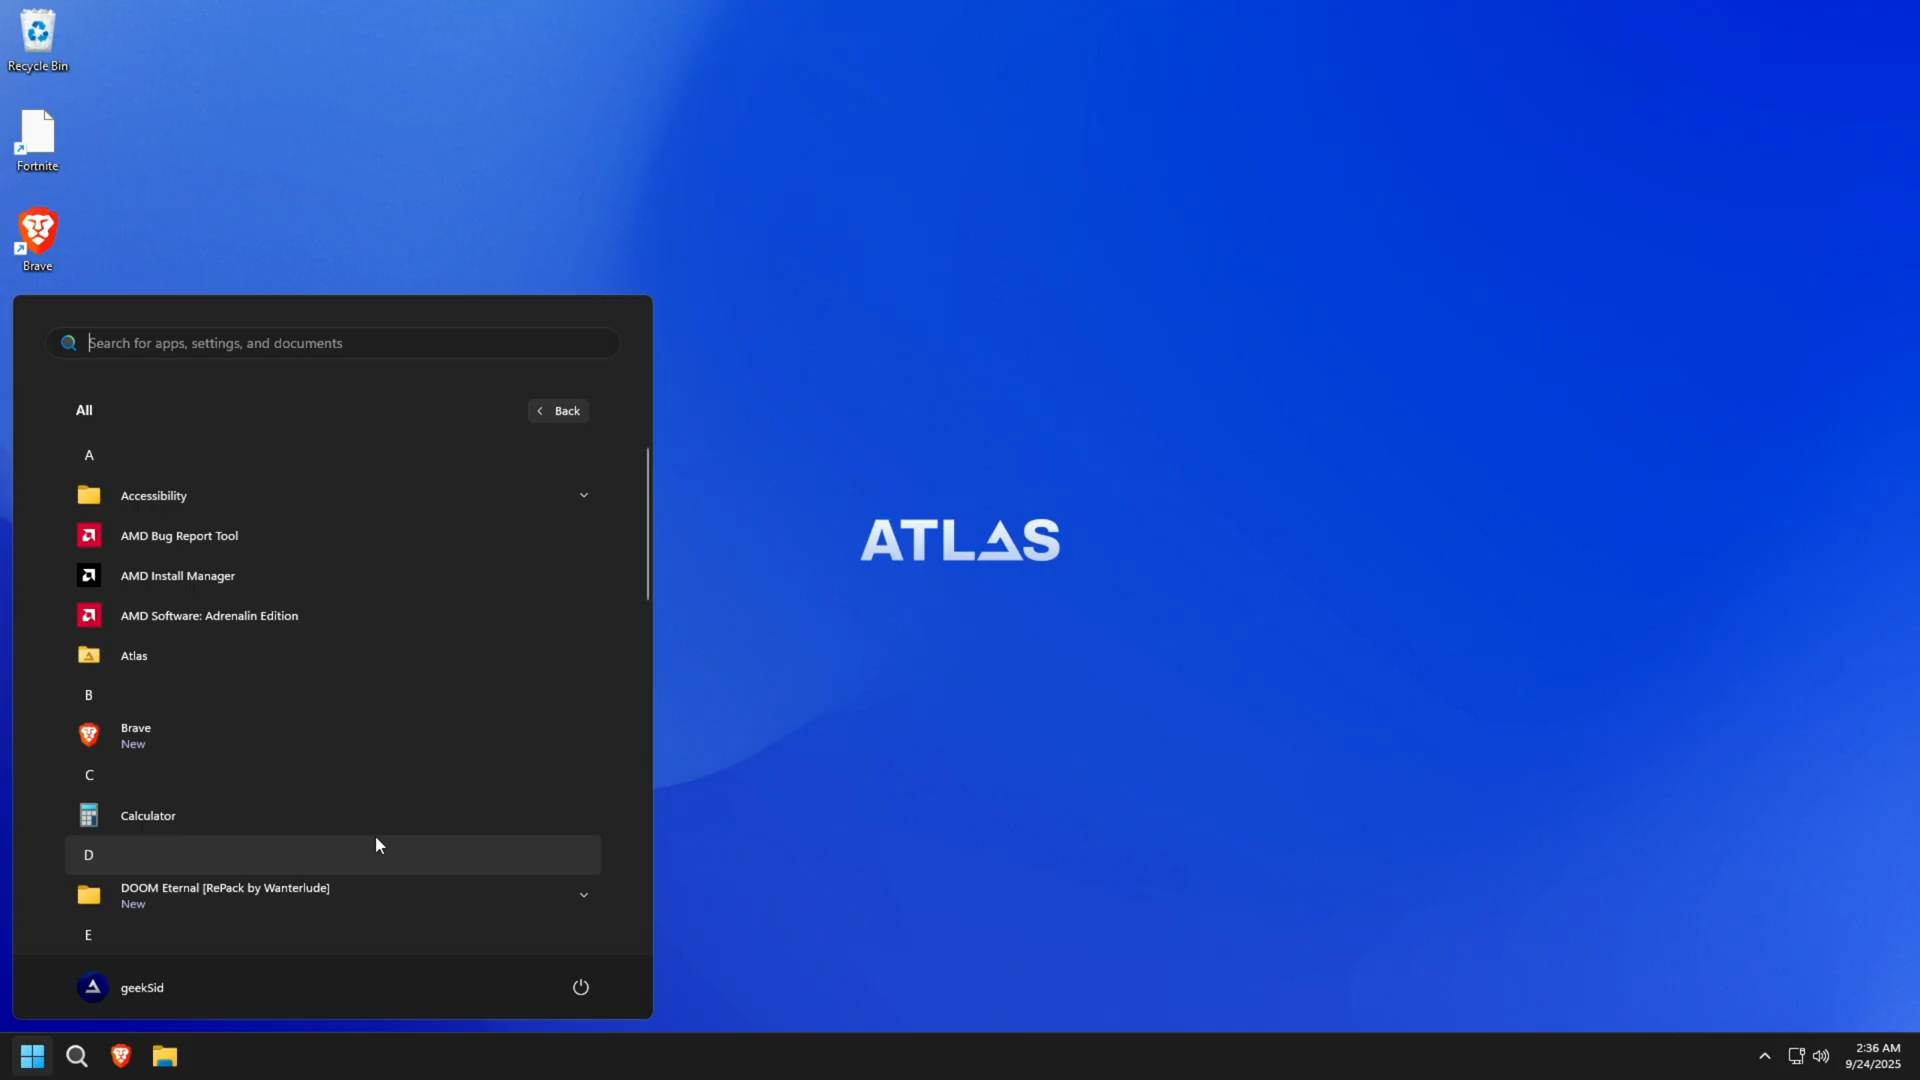 Recycle Bin
Fortnite
Brave
Search for apps, settings, and documents
All
Back
A
Accessibility
AMD Bug Report Tool
AMD Install Manager
AMD Software: Adrenalin Edition
Atlas
B
Brave
New
C
Calculator
D
DOOM Eternal [RePack by Wanterlude]
New
E
geekSid
ATLAS
2:36 AM
9/24/2025